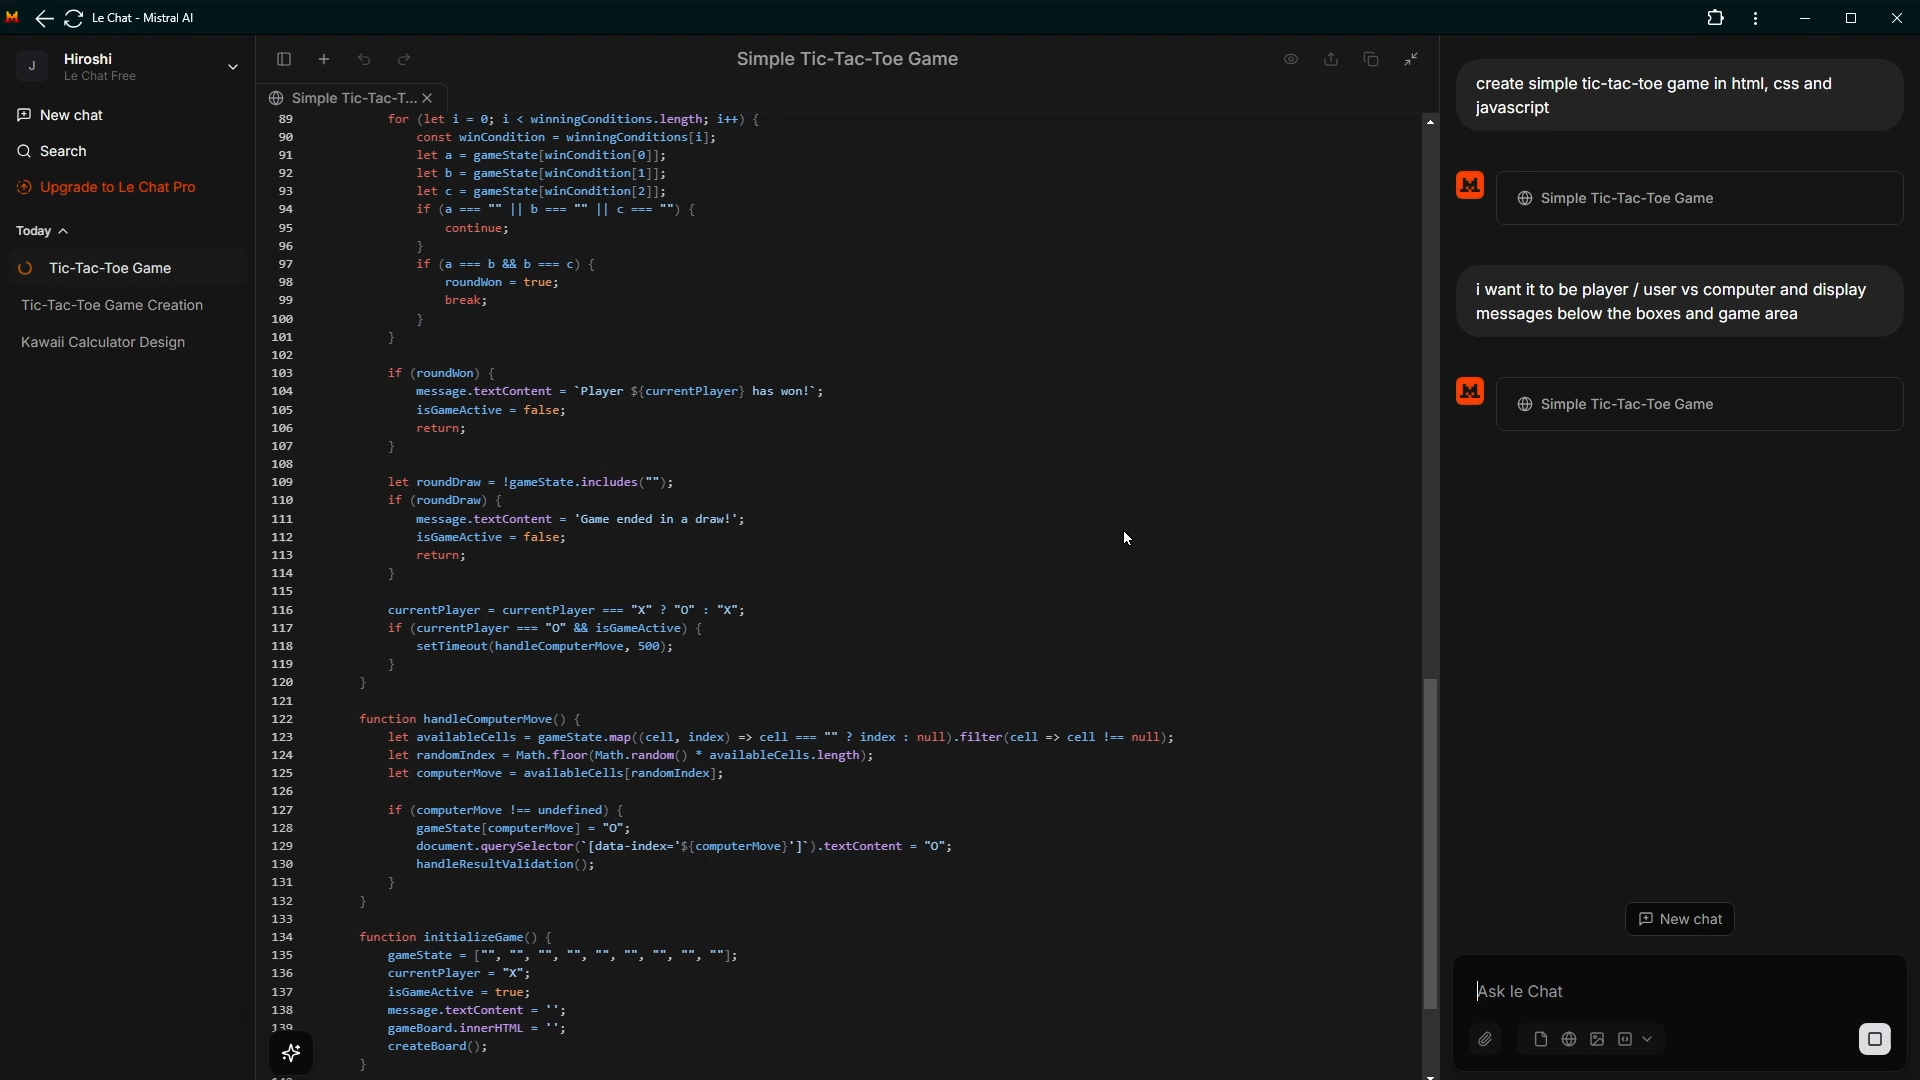 Le Chat - Mistral AI
J
Hiroshi
Le Chat Free
New chat
Search
Upgrade to Le Chat Pro
Today
Tic-Tac-Toe Game
Tic-Tac-Toe Game Creation
Kawaii Calculator Design
Simple Tic-Tac-Toe Game
Simple Tic-Tac-T...
89 for (let i = 0; i < winningConditions.length; i++) {
90 const winCondition = winningConditions[i];
91 let a = gameState[winCondition[0]];
92 let b = gameState[winCondition[1]];
93 let c = gameState[winCondition[2]];
94 if (a === "" || b === "" || c === "") {
95 continue;
96 }
97 if (a === b && b === c) {
98 roundWon = true;
99 break;
100 }
101 }
102
103 if (roundWon) {
104 message.textContent = `Player ${currentPlayer} has won!`;
105 isGameActive = false;
106 return;
107 }
108
109 let roundDraw = !gameState.includes("");
110 if (roundDraw) {
111 message.textContent = 'Game ended in a draw!';
112 isGameActive = false;
113 return;
114 }
115
116 currentPlayer = currentPlayer === "X" ? "O" : "X";
117 if (currentPlayer === "O" && isGameActive) {
118 setTimeout(handleComputerMove, 500);
119 }
120 }
121
122 function handleComputerMove() {
123 let availableCells = gameState.map((cell, index) => cell === "" ? index : null).filter(cell => cell !== null);
124 let randomIndex = Math.floor(Math.random() * availableCells.length);
125 let computerMove = availableCells[randomIndex];
126
127 if (computerMove !== undefined) {
128 gameState[computerMove] = "O";
129 document.querySelector(`[data-index='${computerMove}']`).textContent = "O";
130 handleResultValidation();
131 }
132 }
133
134 function initializeGame() {
135 gameState = ["", "", "", "", "", "", "", "", ""];
136 currentPlayer = "X";
137 isGameActive = true;
138 message.textContent = '';
139 gameBoard.innerHTML = '';
createBoard();
}
create simple tic-tac-toe game in html, css and
javascript
Simple Tic-Tac-Toe Game
i want it to be player / user vs computer and display
messages below the boxes and game area
Simple Tic-Tac-Toe Game
New chat
Ask le Chat